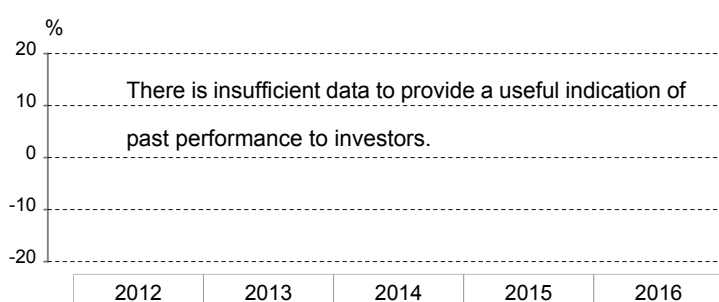 %
20
There is insufficient data to provide a useful indication of
10
past performance to investors.
0
-10
-20
2012 2013 2014 2015 2016